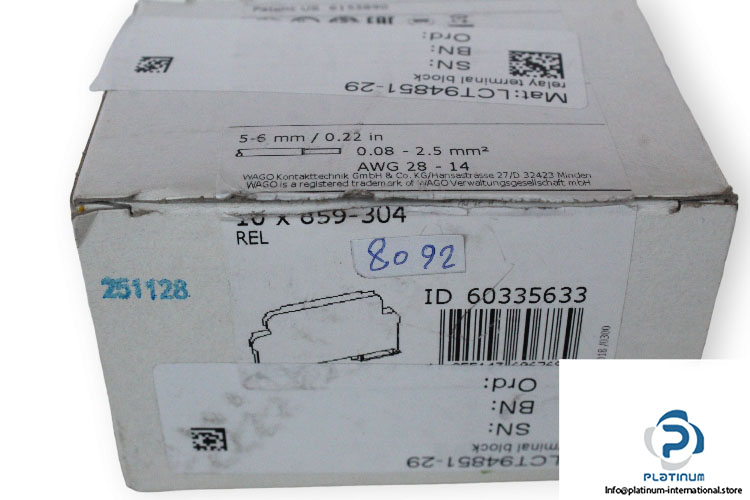 Mat:LCT94851-29
relay terminal block
SN:
BN:
Ord:
5-6 mm / 0.22 in
0.08 - 2.5 mm²
AWG 28 - 14
WAGO Kontakttechnik GmbH & Co. KG/Hansastrasse 27/D 32423 Minden
WAGO is a registered trademark of WAGO Verwaltungsgesellschaft mbH
10 x 859-304
REL
8092
251128
ID 60335633
Ord:
BN:
SN:
terminal block
:LCT94851-29
PLATINUM
Info@platinum-international.store